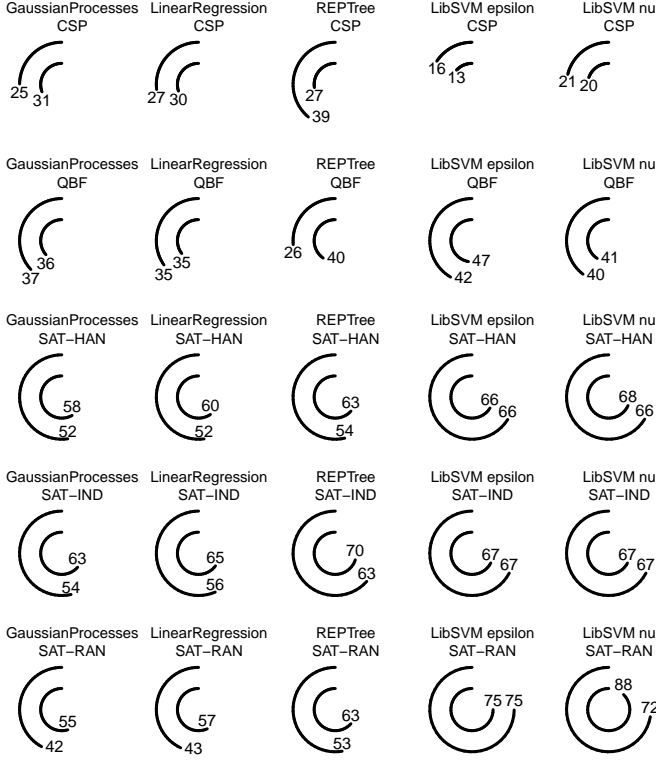 GaussianProcesses LinearRegression REPTree LibSVM epsilon LibSVM nu
CSP CSP CSP CSP CSP
25 31 27 30 27 39 16 13 21 20
GaussianProcesses LinearRegression REPTree LibSVM epsilon LibSVM nu
QBF QBF QBF QBF QBF
37 36 35 35 26 40 42 47 40 41
GaussianProcesses LinearRegression REPTree LibSVM epsilon LibSVM nu
SAT−HAN SAT−HAN SAT−HAN SAT−HAN SAT−HAN
58 60 63 66 66 68 66
52 52 54
GaussianProcesses LinearRegression REPTree LibSVM epsilon LibSVM nu
SAT−IND SAT−IND SAT−IND SAT−IND SAT−IND
63 65 70 67 67 67 67
54 56 63
GaussianProcesses LinearRegression REPTree LibSVM epsilon LibSVM nu
SAT−RAN SAT−RAN SAT−RAN SAT−RAN SAT−RAN
55 57 63 75 75 88 72
42 43 53